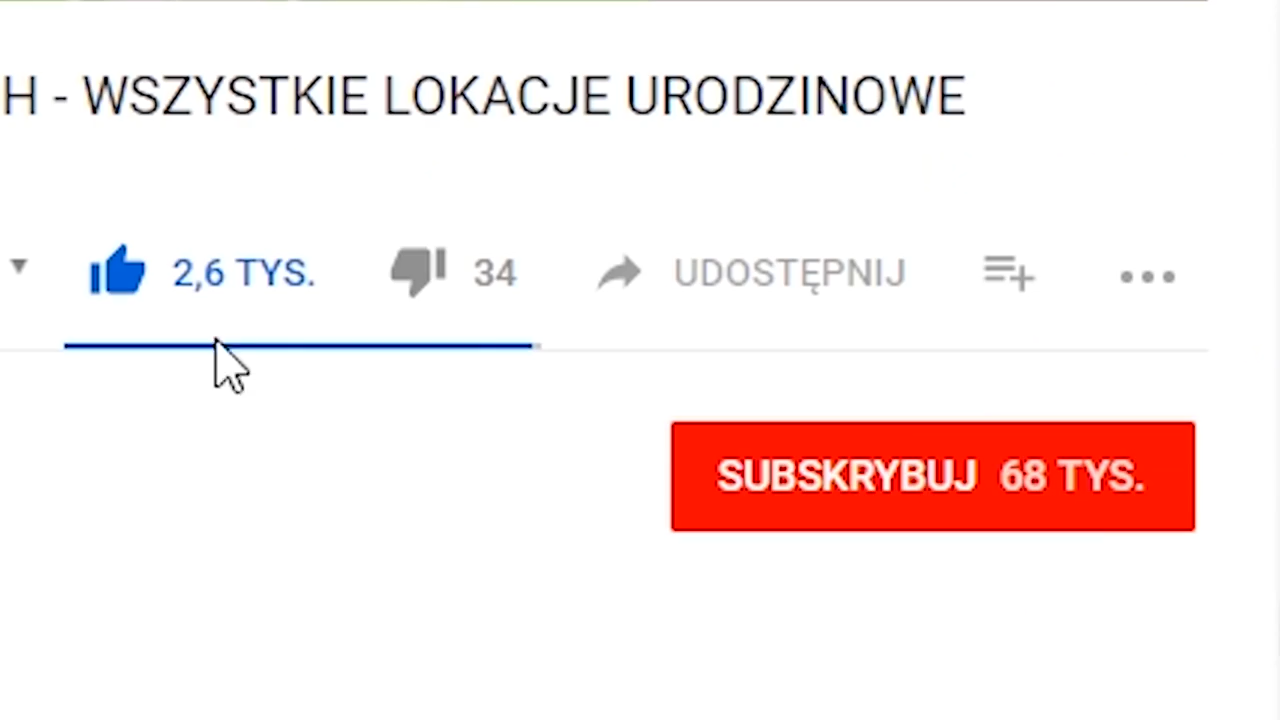 H - WSZYSTKIE LOKACJE URODZINOWE
2,6 TYS. 34 UDOSTĘPNIJ
SUBSKRYBUJ 68 TYS.